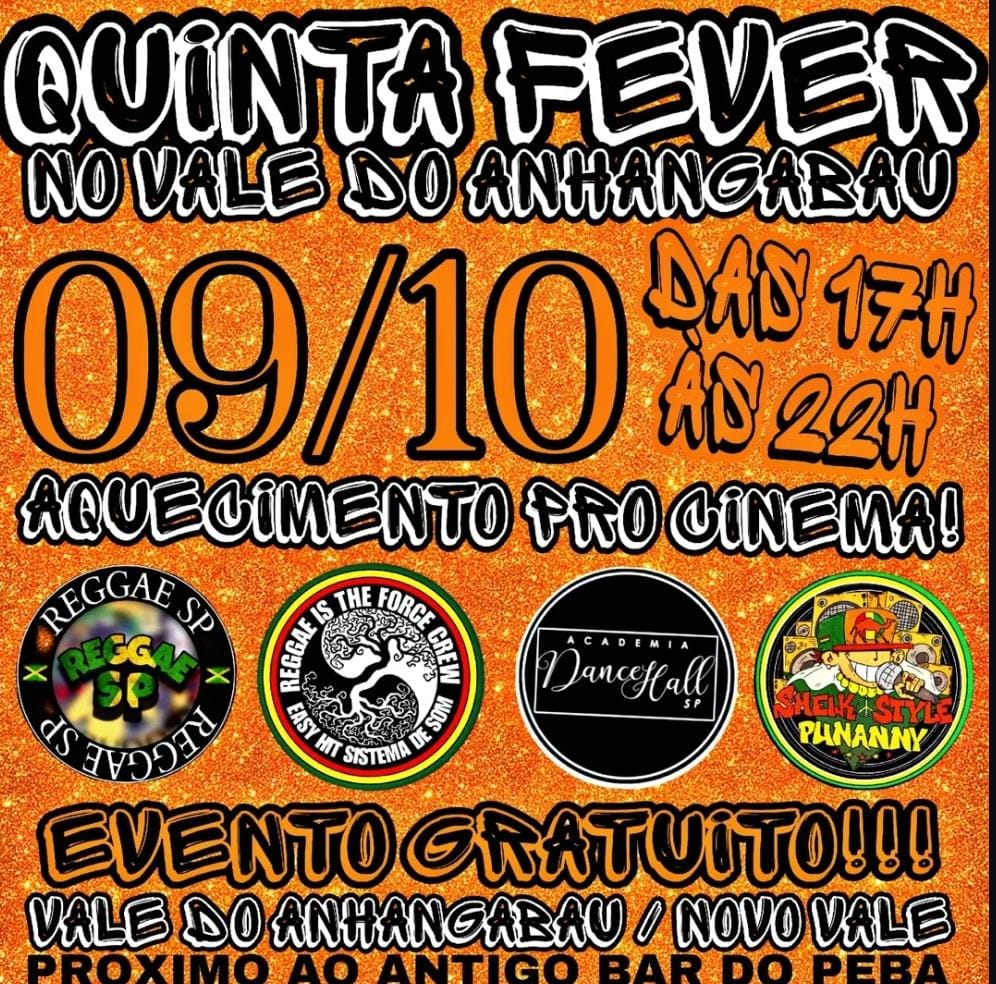 QUINTA FEVER
NO VALE DO ANHANGABAU
09/10
DAS 17H
ÀS 22H
AQUECIMENTO PRO CINEMA!
REGGAE SP
REGGAE
SP
REGGAE SP
REGGAE IS THE FORCE CREW
EASY HIT SISTEMA DE SOM
ACADEMIA
DanceHall
SP
SHEIK STYLE
PUNANNY
EVENTO GRATUITO!!!
VALE DO ANHANGABAU / NOVO VALE
PROXIMO AO ANTIGO BAR DO PEBA